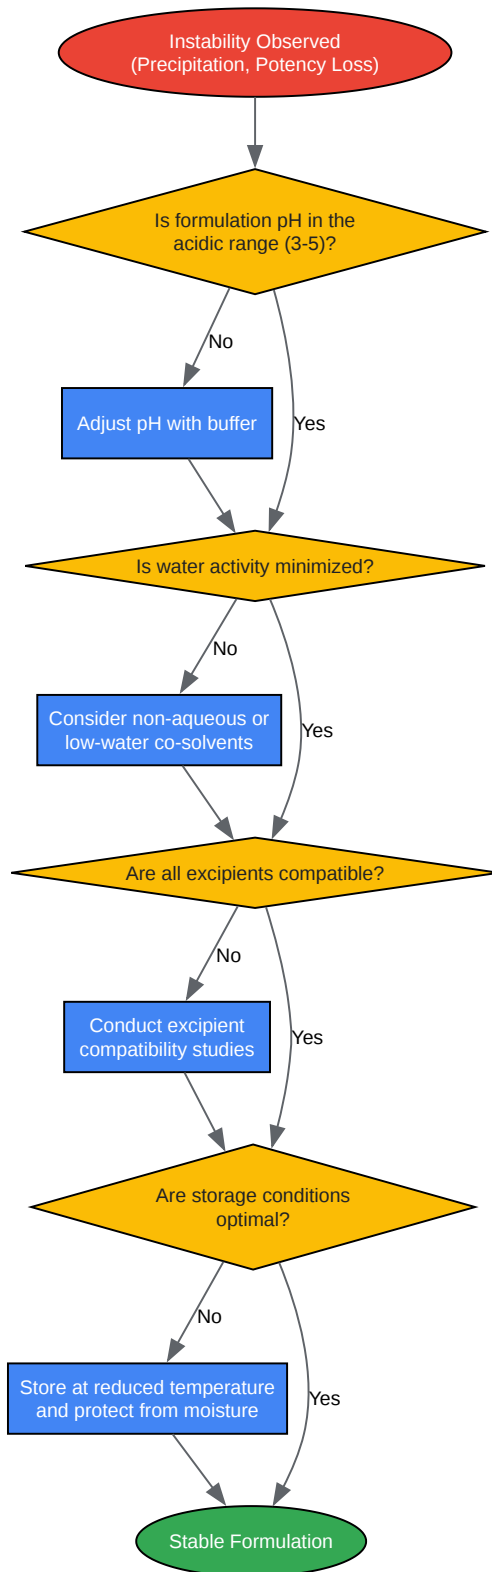 Instability Observed
(Precipitation, Potency Loss)
Is formulation pH in the
acidic range (3-5)?
No
Yes
Adjust pH with buffer
Is water activity minimized?
No
Yes
Consider non-aqueous or
low-water co-solvents
Are all excipients compatible?
No
Yes
Conduct excipient
compatibility studies
Are storage conditions
optimal?
No
Yes
Store at reduced temperature
and protect from moisture
Stable Formulation